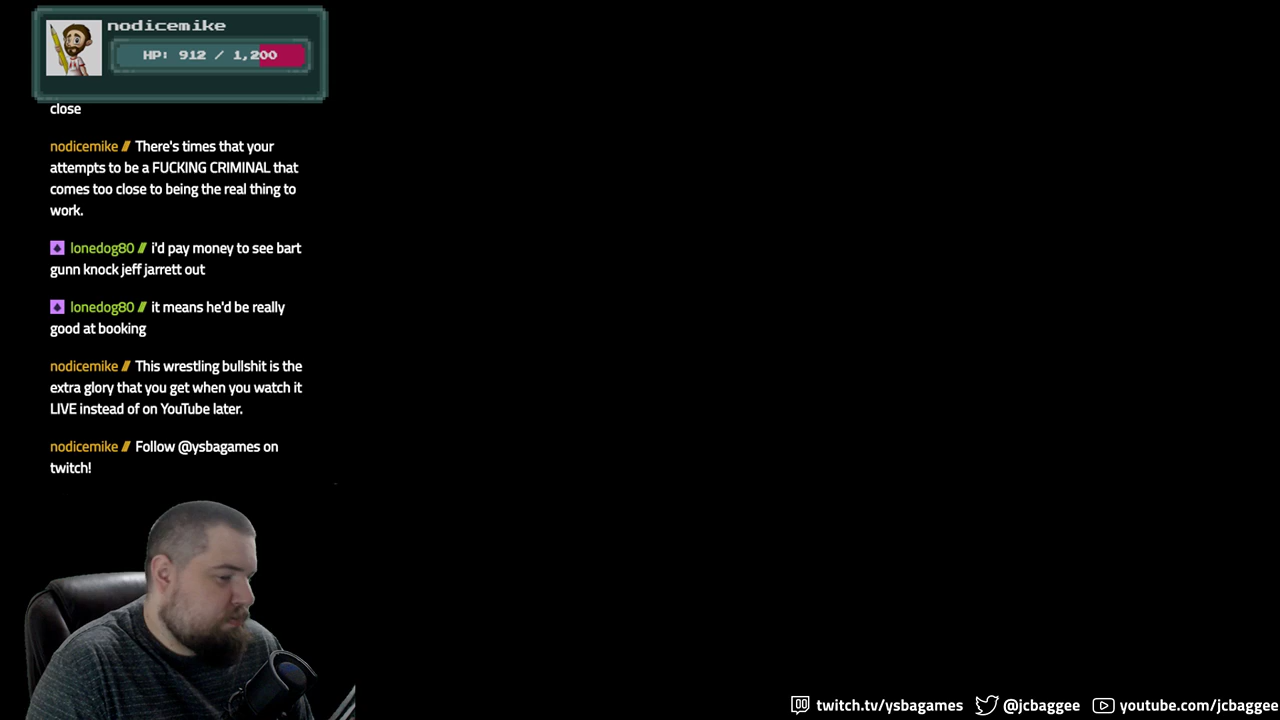 nodicemike
HP: 912 / 1,200
close
nodicemike // There's times that your
attempts to be a FUCKING CRIMINAL that
comes too close to being the real thing to
work.
lonedog80 // i'd pay money to see bart
gunn knock jeff jarrett out
lonedog80 // it means he'd be really
good at booking
nodicemike // This wrestling bullshit is the
extra glory that you get when you watch it
LIVE instead of on YouTube later.
nodicemike // Follow @ysbagames on
twitch!
twitch.tv/ysbagames @jcbaggee youtube.com/jcbaggee